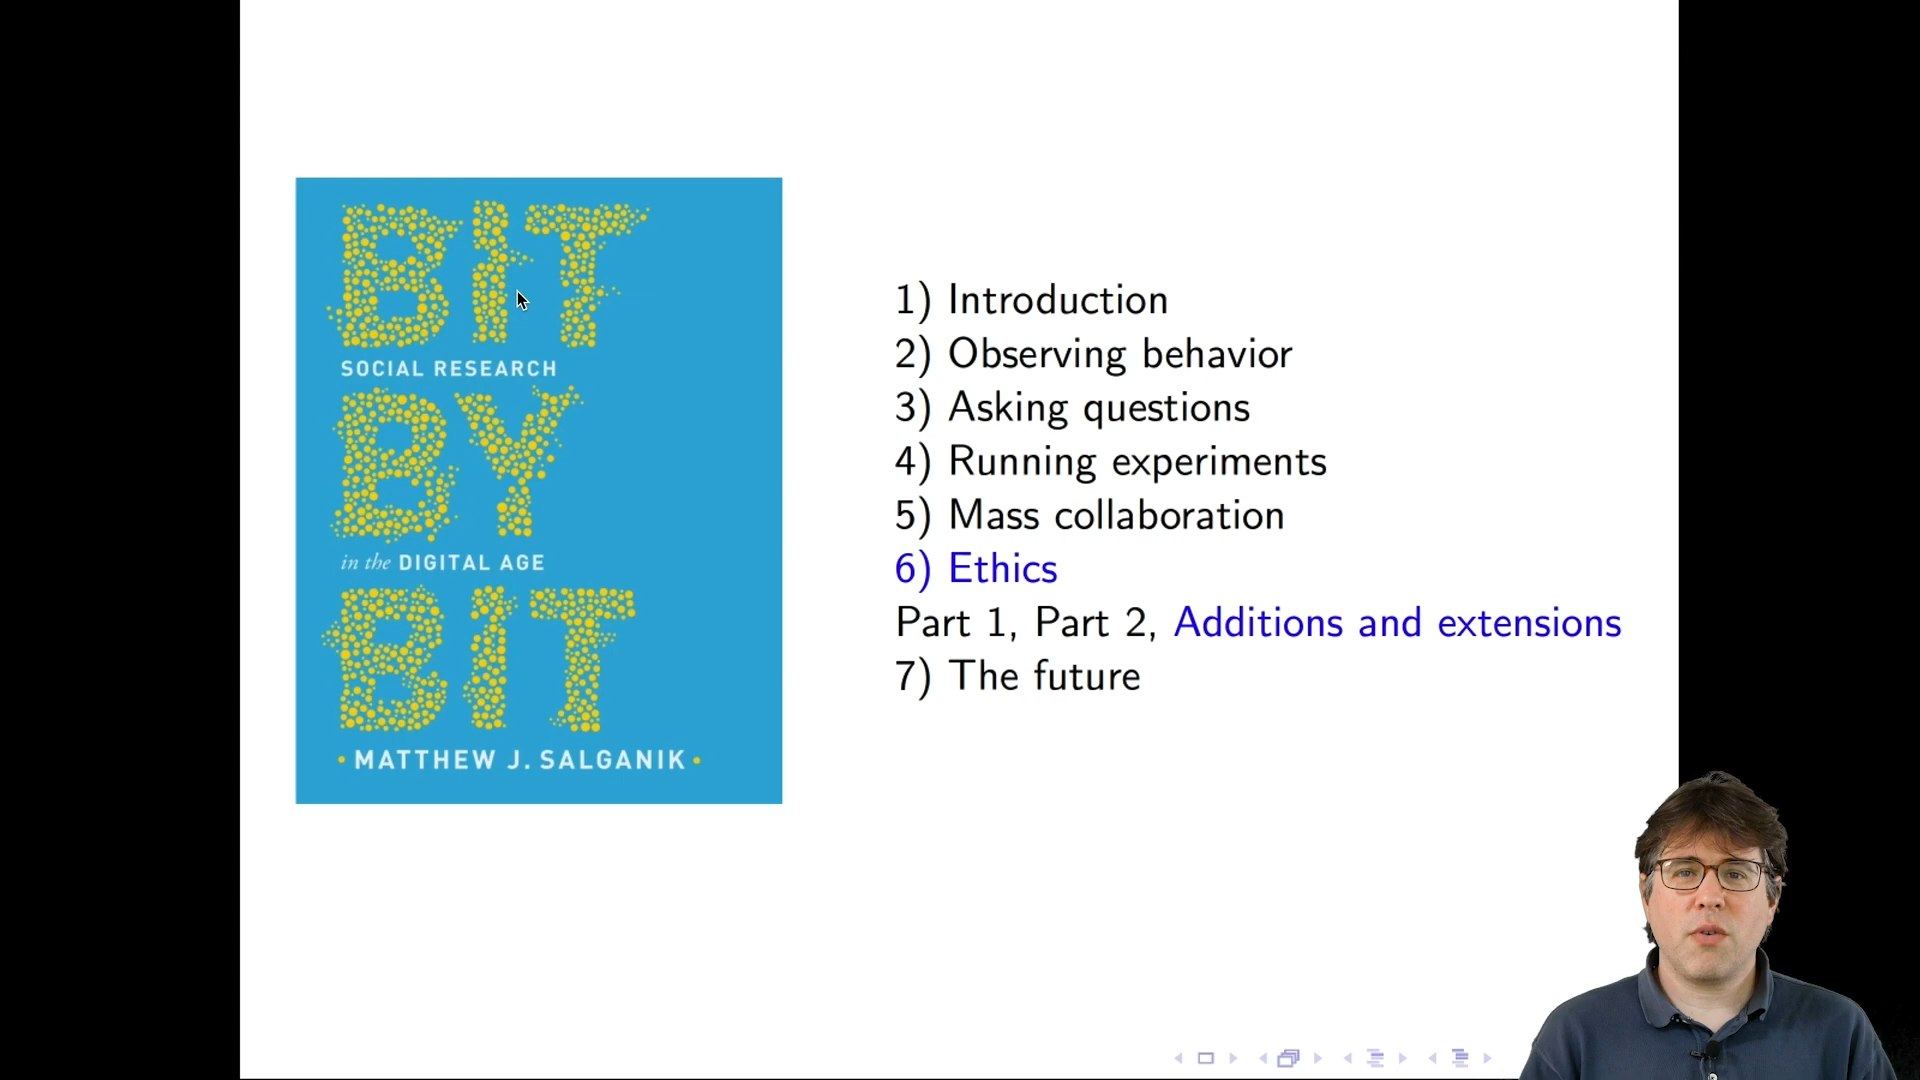 BIT
SOCIAL RESEARCH
BY
in the DIGITAL AGE
BIT
• MATTHEW J. SALGANIK •
1) Introduction
2) Observing behavior
3) Asking questions
4) Running experiments
5) Mass collaboration
6) Ethics
Part 1, Part 2, Additions and extensions
7) The future